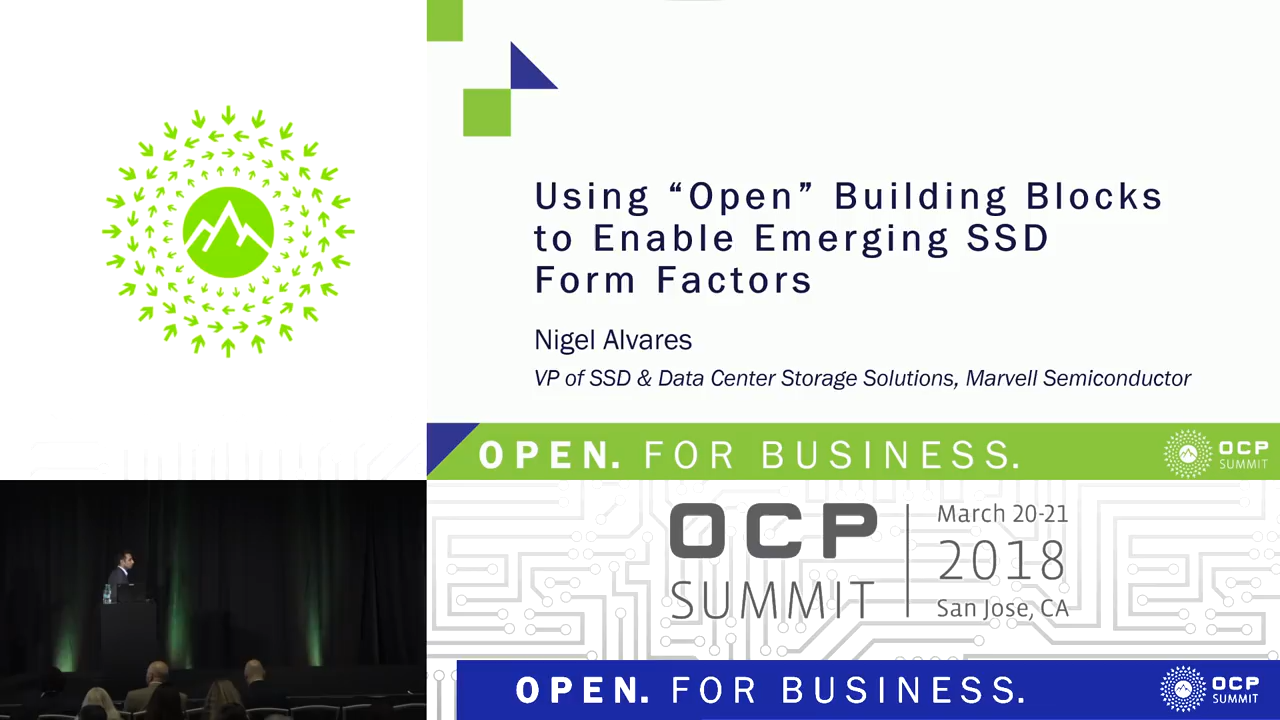 Using “Open” Building Blocks
to Enable Emerging SSD
Form Factors
Nigel Alvares
VP of SSD & Data Center Storage Solutions, Marvell Semiconductor
OPEN. FOR BUSINESS.
OCP
SUMMIT
OCP
SUMMIT
March 20-21
2018
San Jose, CA
OPEN. FOR BUSINESS.
OCP
SUMMIT